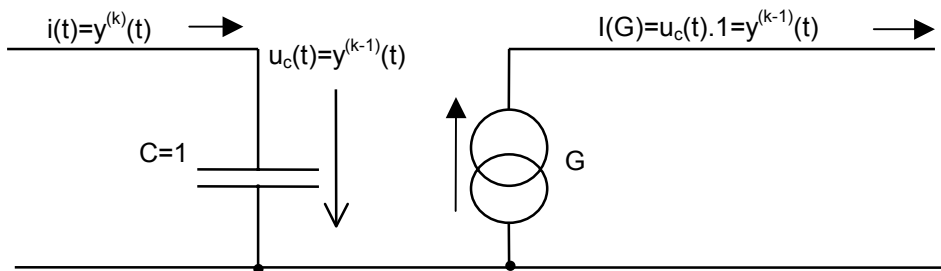 i(t)=y^(k)(t)
I(G)=u_c(t).1=y^(k-1)(t)
u_c(t)=y^(k-1)(t)
C=1
G